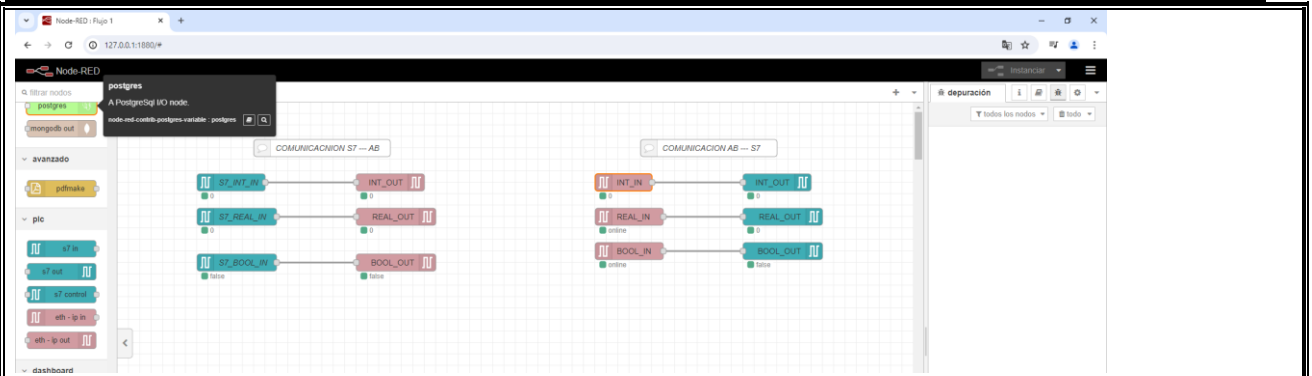 Node-RED : Flujo 1
127.0.0.1:1880/#
Node-RED
Instanciar
filtrar nodos
postgres
mongodb out
avanzado
pdfmake
plc
s7 in
s7 out
s7 control
eth - ip in
eth - ip out
dashboard
postgres
A PostgreSql I/O node.
node-red-contrib-postgres-variable : postgres
COMUNICACNION S7 --- AB
S7_INT_IN
0
INT_OUT
0
S7_REAL_IN
0
REAL_OUT
0
S7_BOOL_IN
false
BOOL_OUT
false
COMUNICACION AB --- S7
INT_IN
0
INT_OUT
0
REAL_IN
online
REAL_OUT
0
BOOL_IN
online
BOOL_OUT
false
depuración
todos los nodos
todo